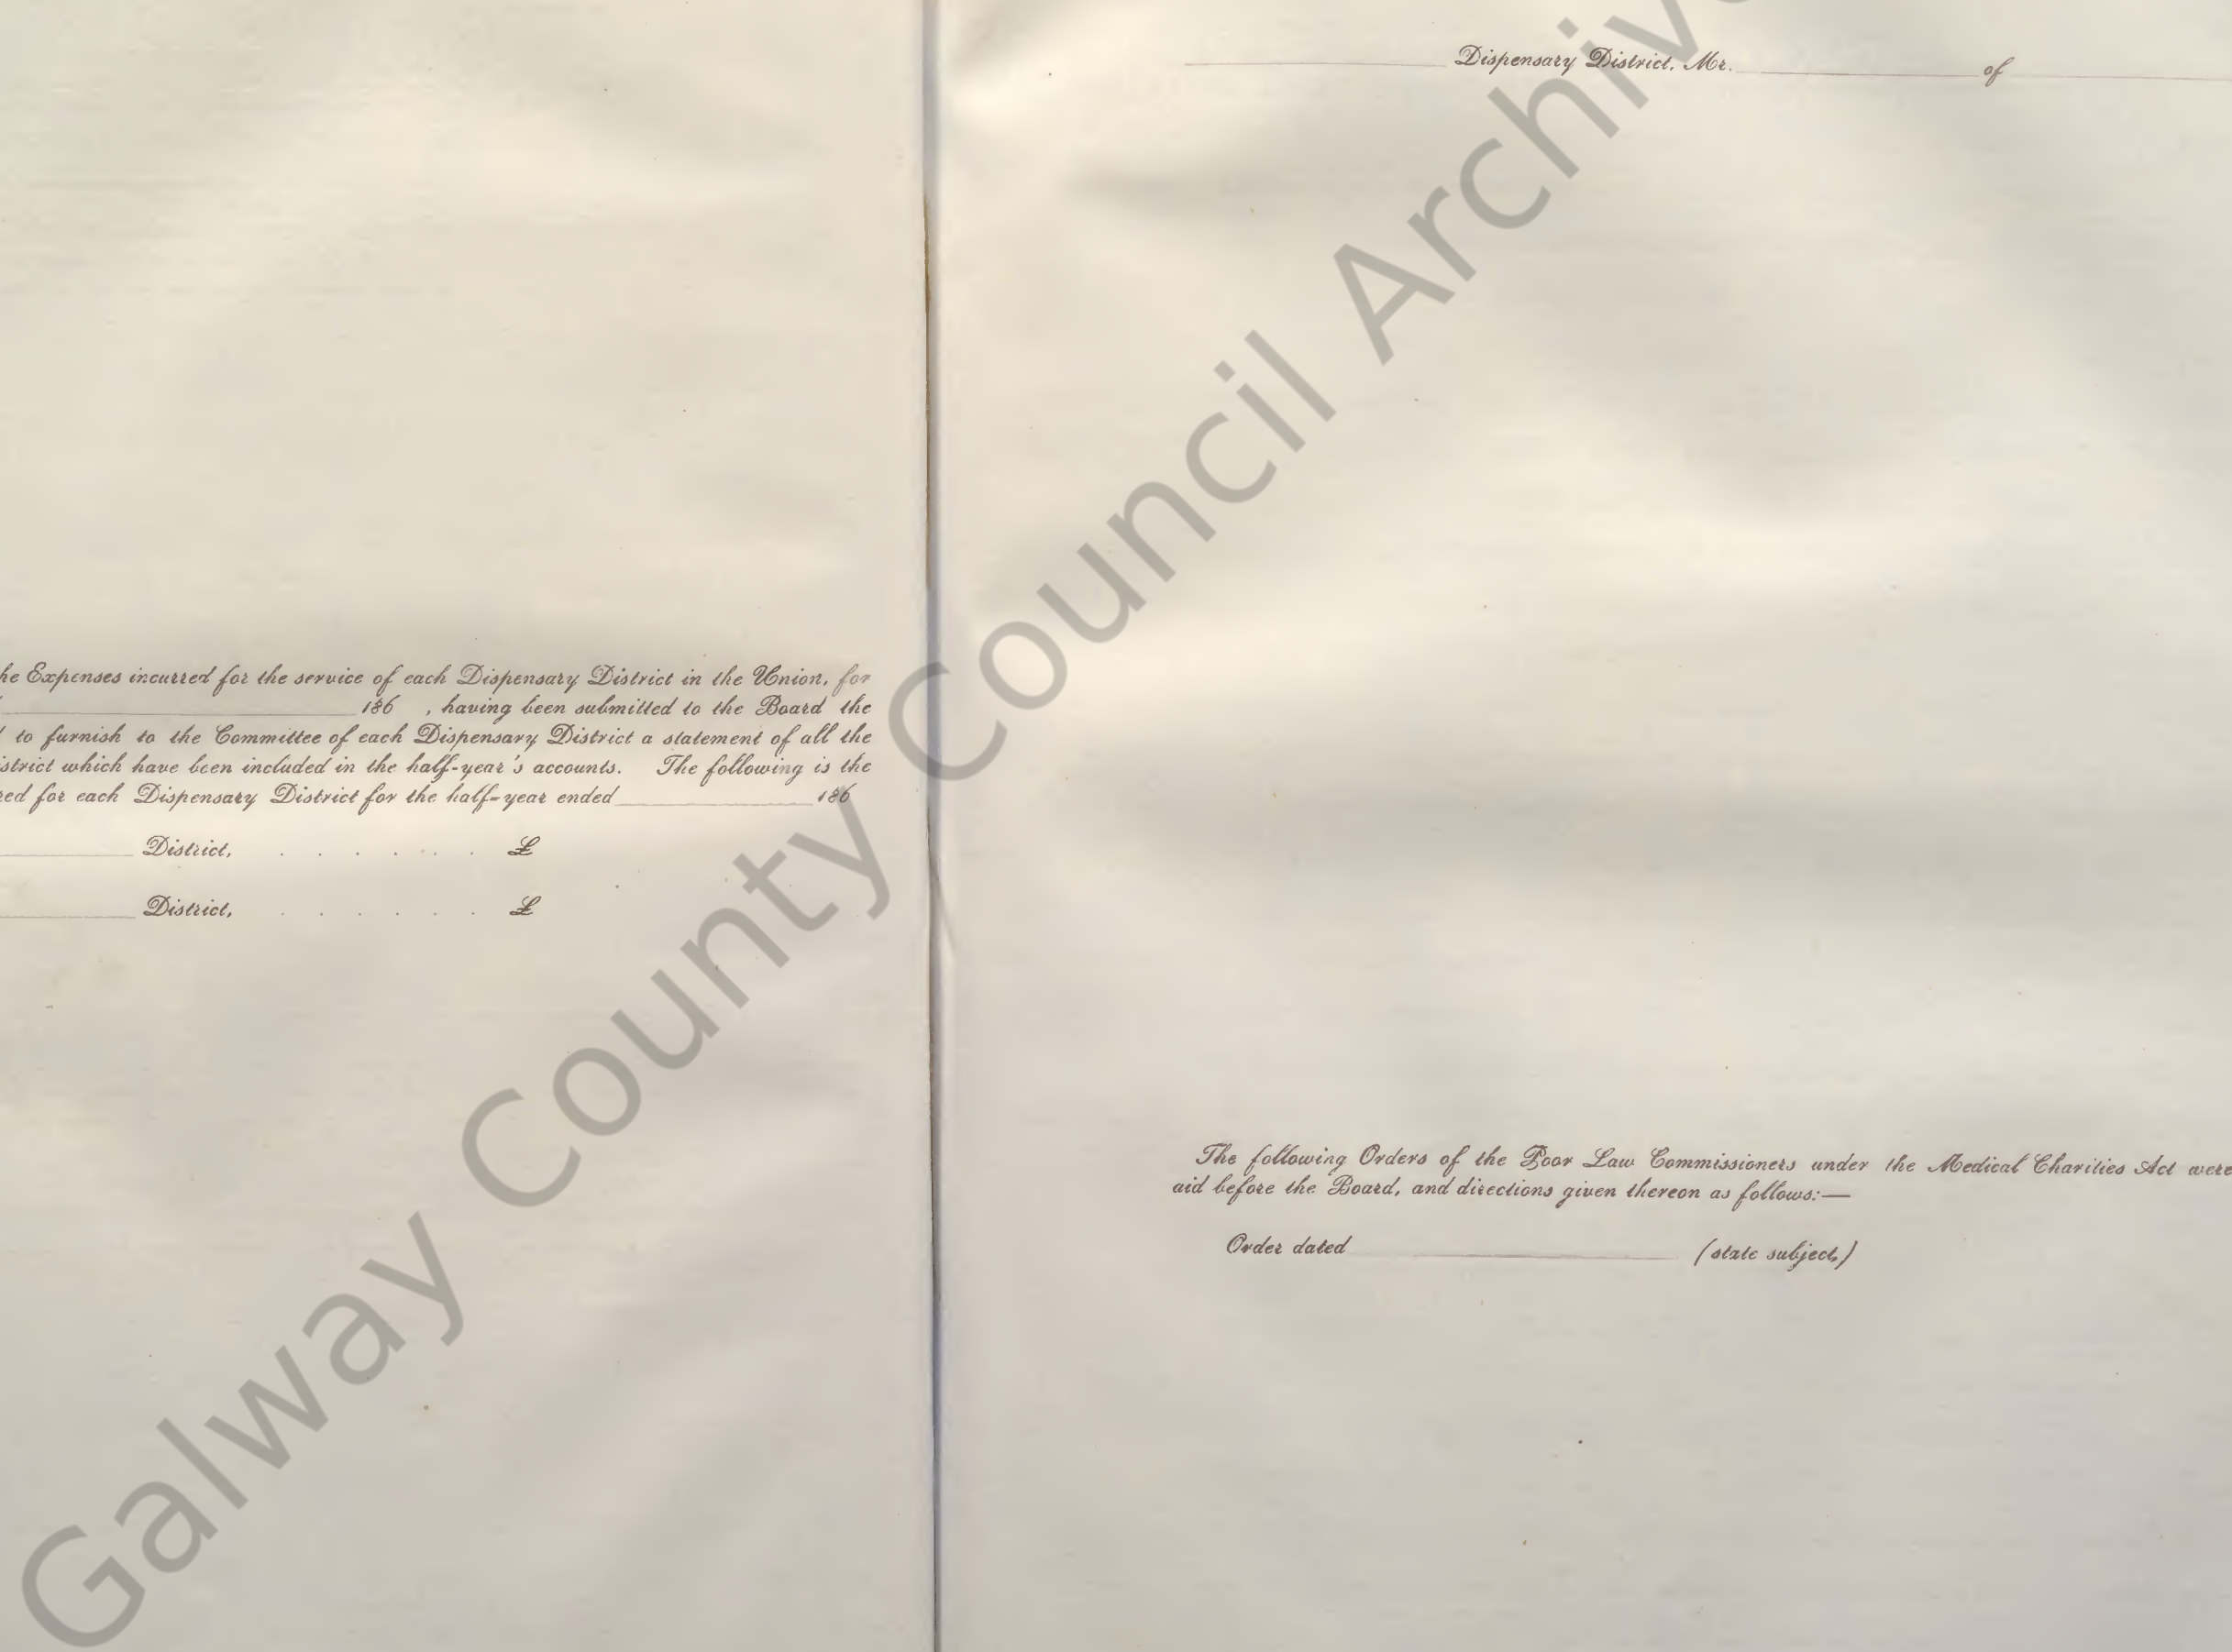 he Expenses incurred for the service of each Dispensary District in the Union, for
186 , having been submitted to the Board the
to furnish to the Committee of each Dispensary District a statement of all the
istrict which have been included in the half-year's accounts. The following is the
red for each Dispensary District for the half-year ended 186
District, . . . . . . £
District, . . . . . . £
Dispensary District. Mr. of
The following Orders of the Poor Law Commissioners under the Medical Charities Act were
aid before the Board, and directions given thereon as follows:—
Order dated (state subject)
Galway County Council Archiv